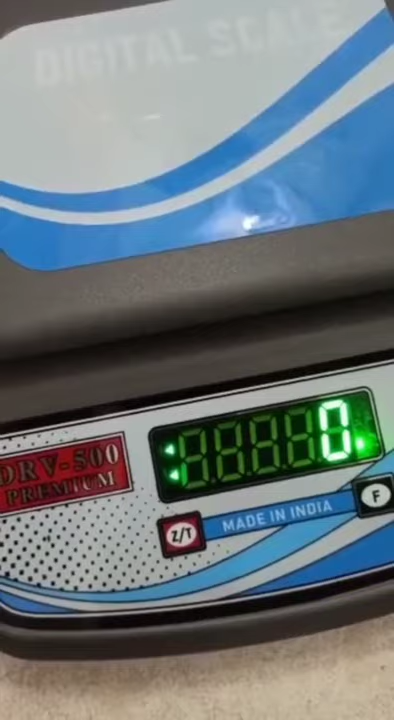 DIGITAL SCALE
0
DRV-500
PREMIUM
Z/T
MADE IN INDIA
F